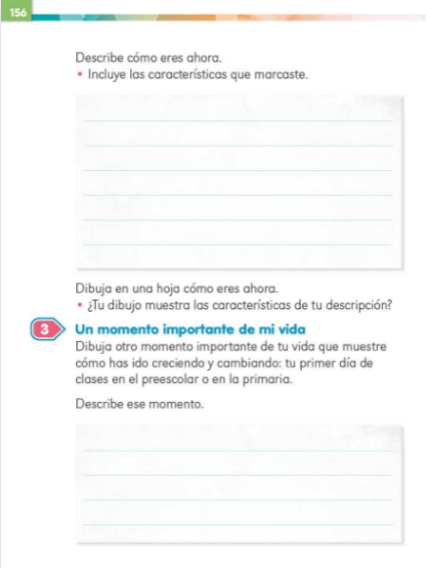 156
Describe cómo eres ahora.
• Incluye las características que marcaste.
Dibuja en una hoja cómo eres ahora.
• ¿Tu dibujo muestra las características de tu descripción?
3 Un momento importante de mi vida
Dibuja otro momento importante de tu vida que muestre
cómo has ido creciendo y cambiando: tu primer día de
clases en el preescolar o en la primaria.
Describe ese momento.